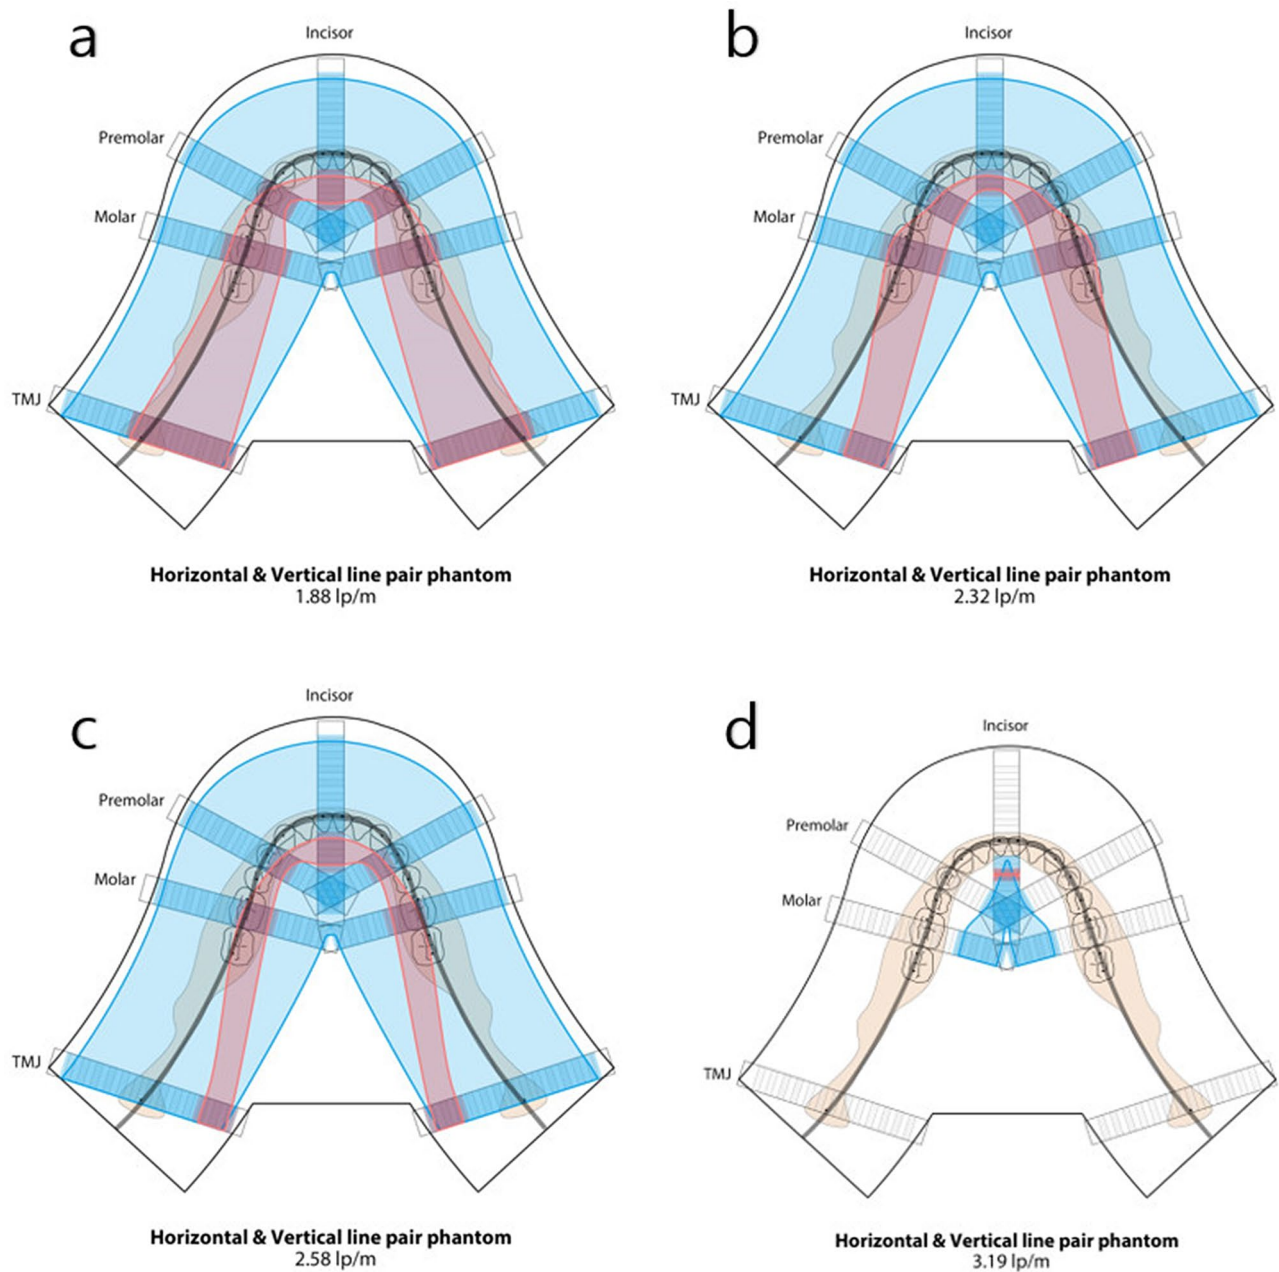 a
Incisor
Premolar
Molar
TMJ
Horizontal & Vertical line pair phantom
1.88 lp/m
b
Incisor
Premolar
Molar
TMJ
Horizontal & Vertical line pair phantom
2.32 lp/m
c
Incisor
Premolar
Molar
TMJ
Horizontal & Vertical line pair phantom
2.58 lp/m
d
Incisor
Premolar
Molar
TMJ
Horizontal & Vertical line pair phantom
3.19 lp/m